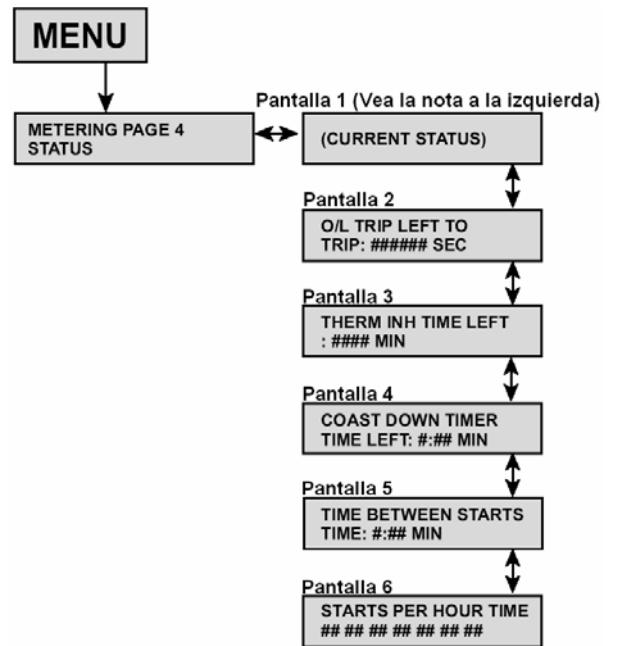 MENU
Pantalla 1 (Vea la nota a la izquierda)
METERING PAGE 4
STATUS
(CURRENT STATUS)
Pantalla 2
O/L TRIP LEFT TO
TRIP: ###### SEC
Pantalla 3
THERM INH TIME LEFT
: #### MIN
Pantalla 4
COAST DOWN TIMER
TIME LEFT: #:## MIN
Pantalla 5
TIME BETWEEN STARTS
TIME: #:## MIN
Pantalla 6
STARTS PER HOUR TIME
## ## ## ## ## ## ##